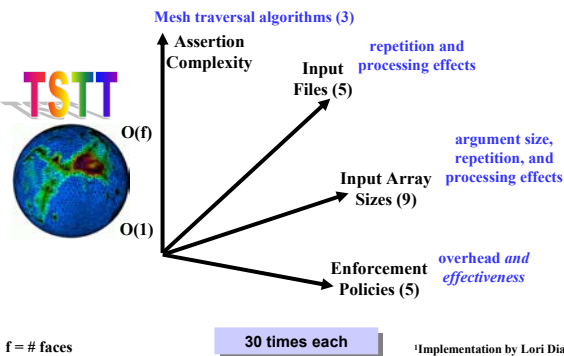 Mesh traversal algorithms (3)
Assertion
Complexity
repetition and
processing effects
Input
Files (5)
TSTT
O(f)
argument size,
repetition, and
processing effects
Input Array
Sizes (9)
O(1)
Enforcement
Policies (5)
overhead and
effectiveness
f = # faces
30 times each
¹Implementation by Lori Dia